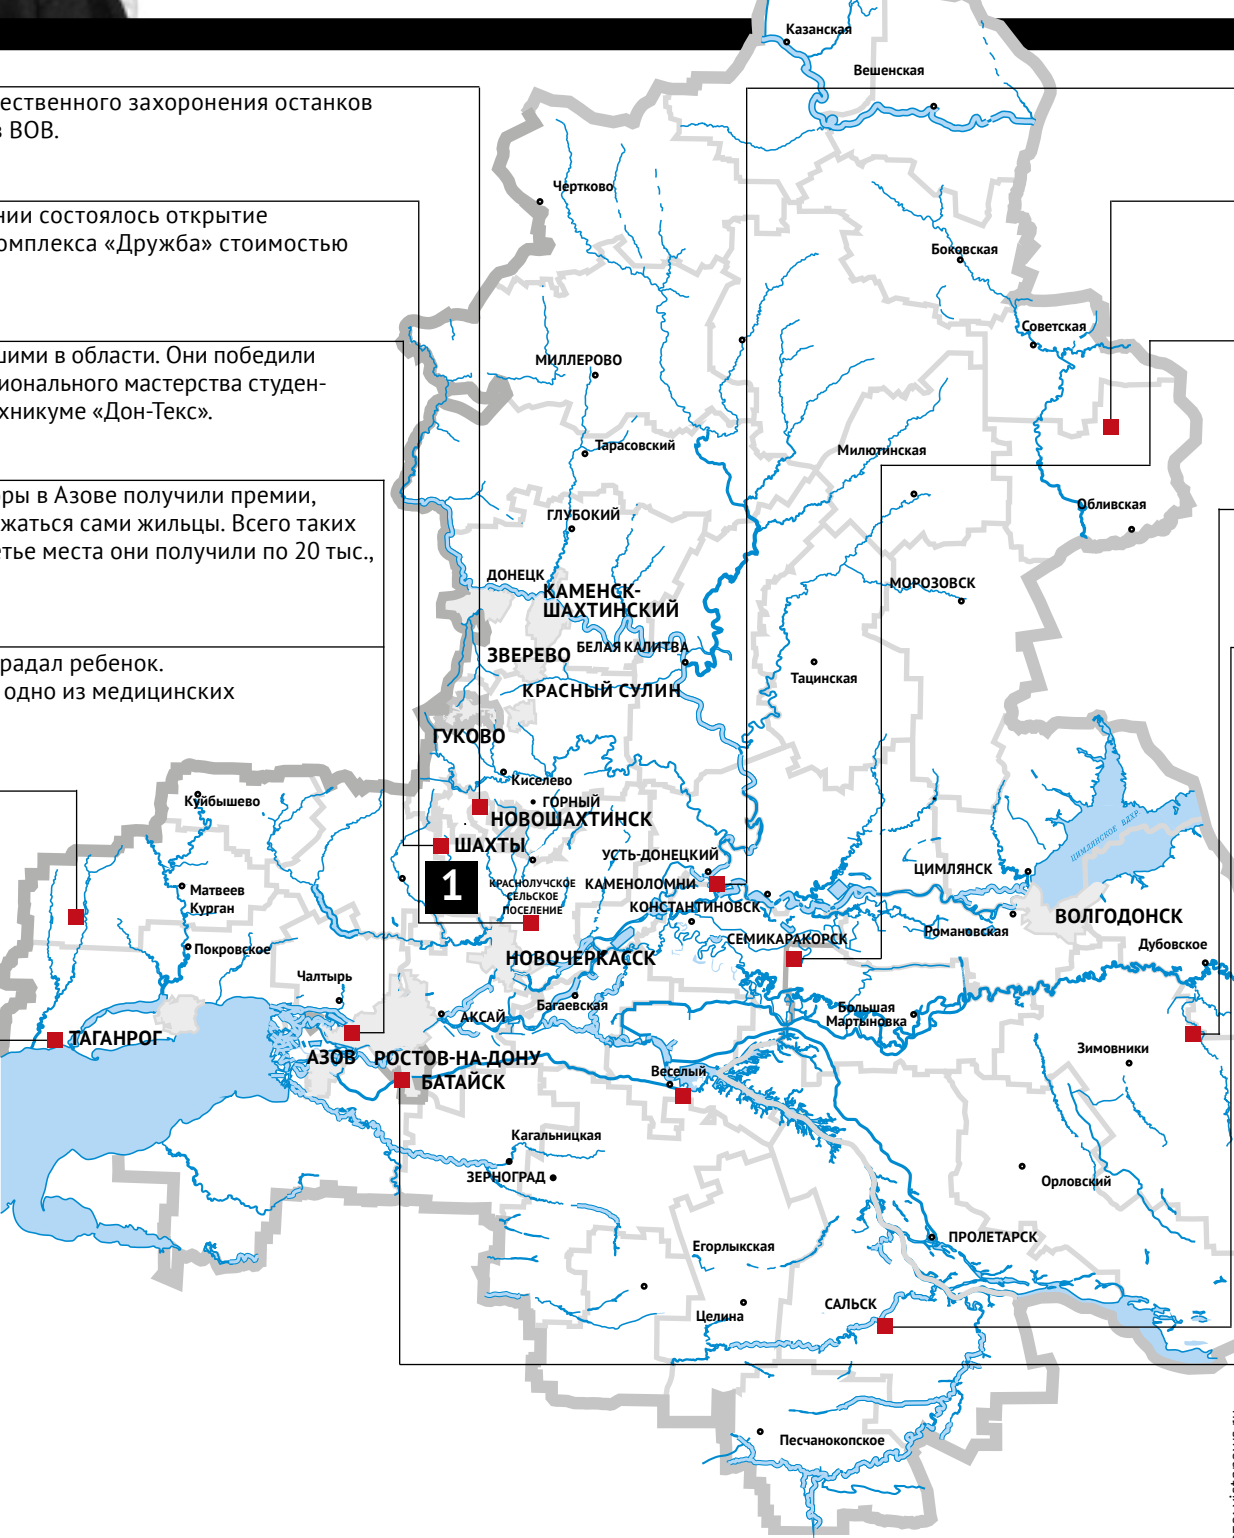 ественного захоронения останков
в ВОВ.
нии состоялось открытие
омплекса «Дружба» стоимостью
шими в области. Они победили
ионального мастерства студен-
хникуме «Дон-Текс».
ры в Азове получили премии,
жаться сами жильцы. Всего таких
етье места они получили по 20 тыс.,
радал ребенок.
одно из медицинских
Казанская
Вешенская
Чертково
Боковская
Советская
МИЛЛЕРОВО
Тарасовский
Милютинская
ГЛУБОКИЙ
Обливская
ДОНЕЦК
КАМЕНСК-
ШАХТИНСКИЙ
МОРОЗОВСК
ЗВЕРЕВО
БЕЛАЯ КАЛИТВА
КРАСНЫЙ СУЛИН
Тацинская
ГУКОВО
Киселево
ГОРНЫЙ
Куйбышево
НОВОШАХТИНСК
ШАХТЫ
1
УСТЬ-ДОНЕЦКИЙ
ЦИМЛЯНСКОЕ ВДХР.
ЦИМЛЯНСК
КРАСНОЛУЧСКОЕ
СЕЛЬСКОЕ
ПОСЕЛЕНИЕ
КАМЕНОЛОМНИ
Матвеев
Курган
КОНСТАНТИНОВСК
ВОЛГОДОНСК
Романовская
СЕМИКАРАКОРСК
Дубовское
Покровское
НОВОЧЕРКАССК
Чалтырь
Багаевская
АКСАЙ
Большая
Мартыновка
ТАГАНРОГ
АЗОВ
РОСТОВ-НА-ДОНУ
Зимовники
БАТАЙСК
Веселый
Кагальницкая
ЗЕРНОГРАД
Орловский
ПРОЛЕТАРСК
Егорлыкская
САЛЬСК
Целина
Песчанокопское